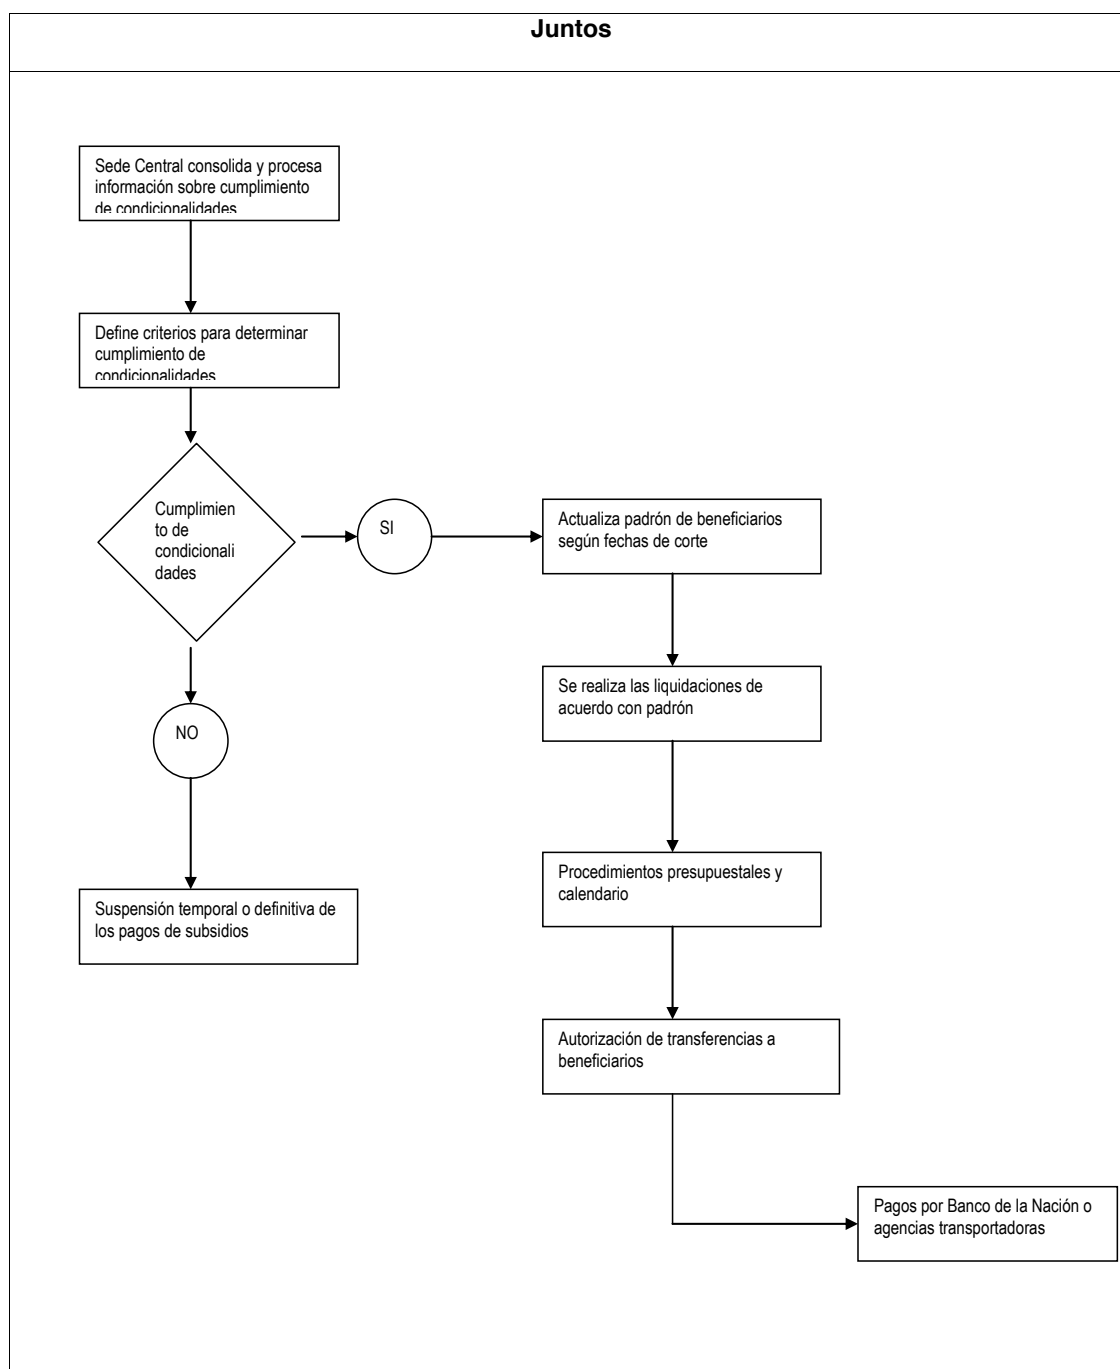 Juntos
Sede Central consolida y procesa
información sobre cumplimiento
de condicionalidades
Define criterios para determinar
cumplimiento de
condicionalidades
Cumplimien
to de
condicionali
dades
SI
Actualiza padrón de beneficiarios
según fechas de corte
Se realiza las liquidaciones de
acuerdo con padrón
NO
Procedimientos presupuestales y
calendario
Suspensión temporal o definitiva de
los pagos de subsidios
Autorización de transferencias a
beneficiarios
Pagos por Banco de la Nación o
agencias transportadoras